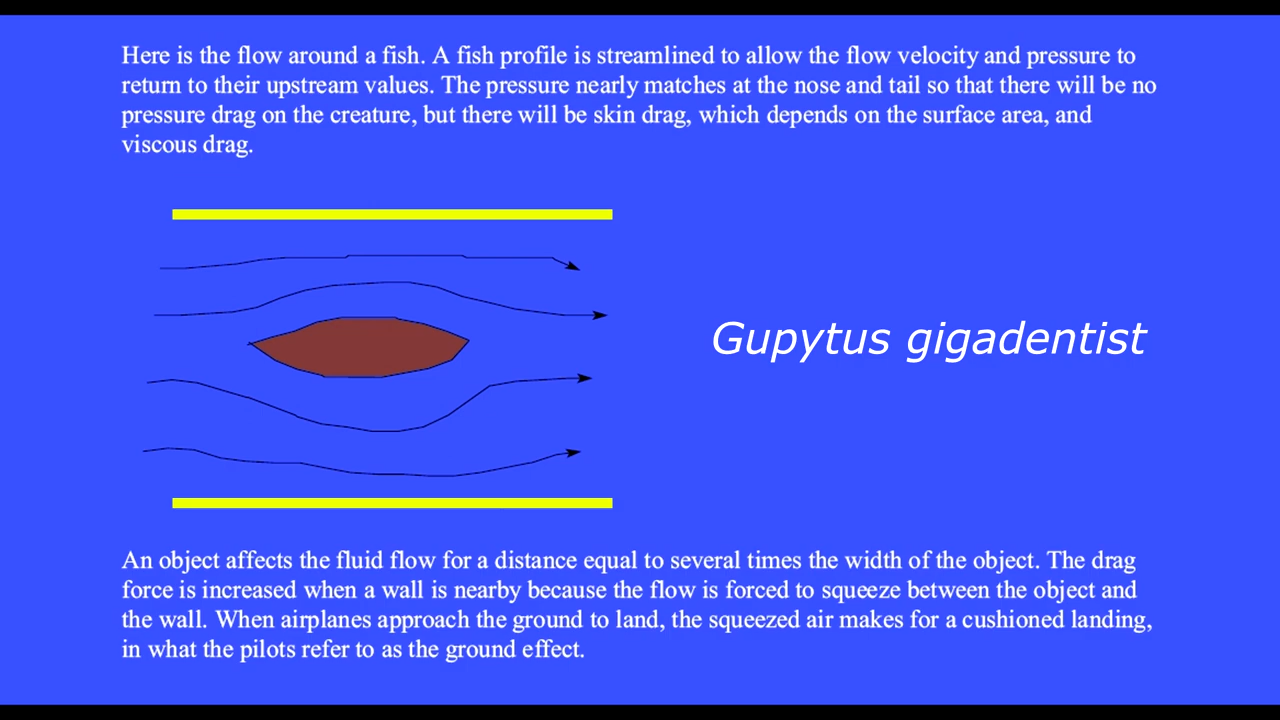 Here is the flow around a fish. A fish profile is streamlined to allow the flow velocity and pressure to
return to their upstream values. The pressure nearly matches at the nose and tail so that there will be no
pressure drag on the creature, but there will be skin drag, which depends on the surface area, and
viscous drag.
Gupytus gigadentist
An object affects the fluid flow for a distance equal to several times the width of the object. The drag
force is increased when a wall is nearby because the flow is forced to squeeze between the object and
the wall. When airplanes approach the ground to land, the squeezed air makes for a cushioned landing,
in what the pilots refer to as the ground effect.